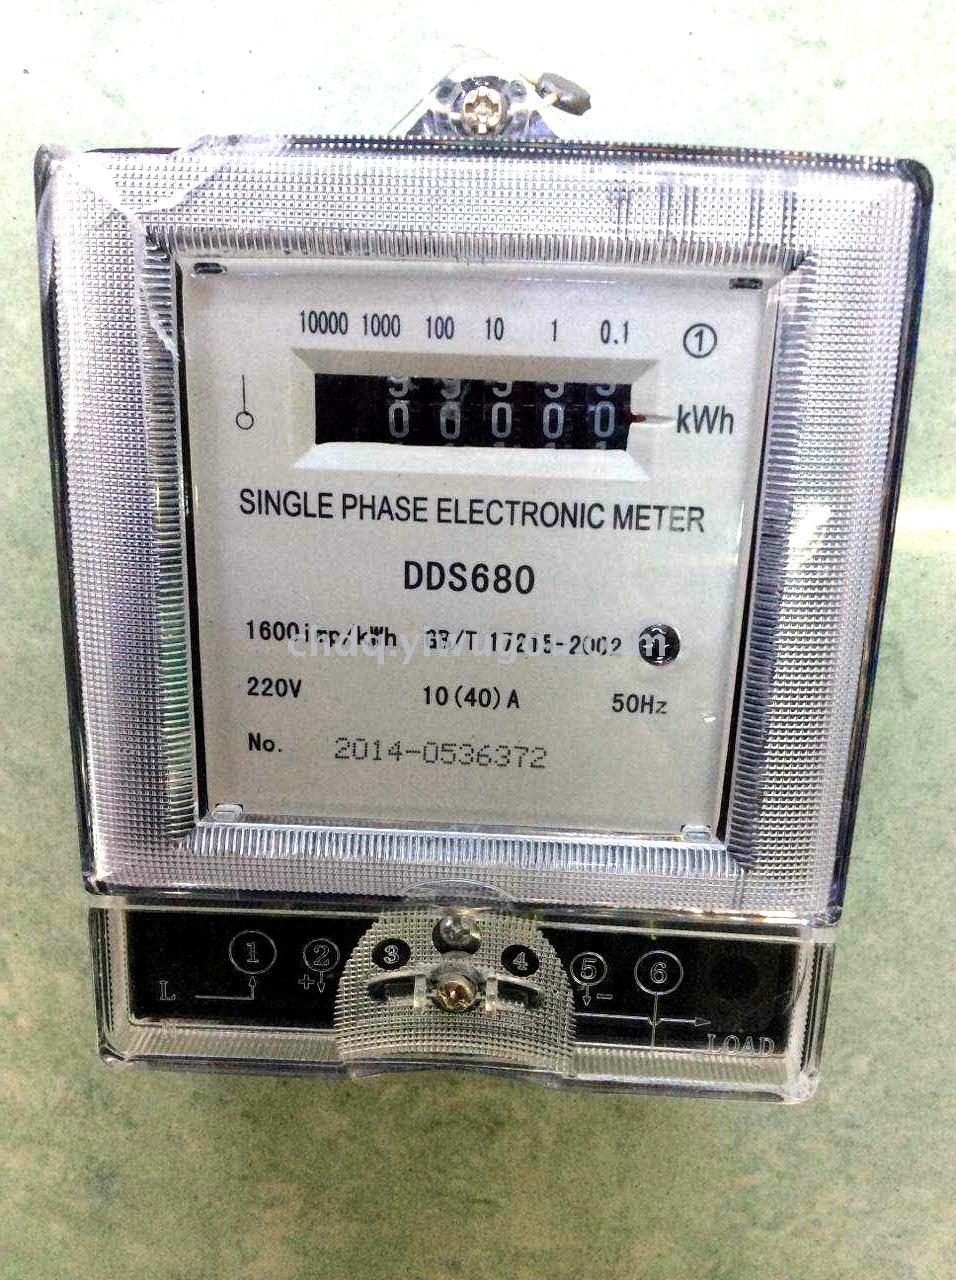 10000 1000 100 10 1 0.1 ①
0 0 0 0 0 kWh
SINGLE PHASE ELECTRONIC METER
DDS680
1600imp/kWh GB/T 17215-2002
220V 10(40)A 50Hz
No. 2014-0536372
1 2 3 4 5 6
L + -
LOAD